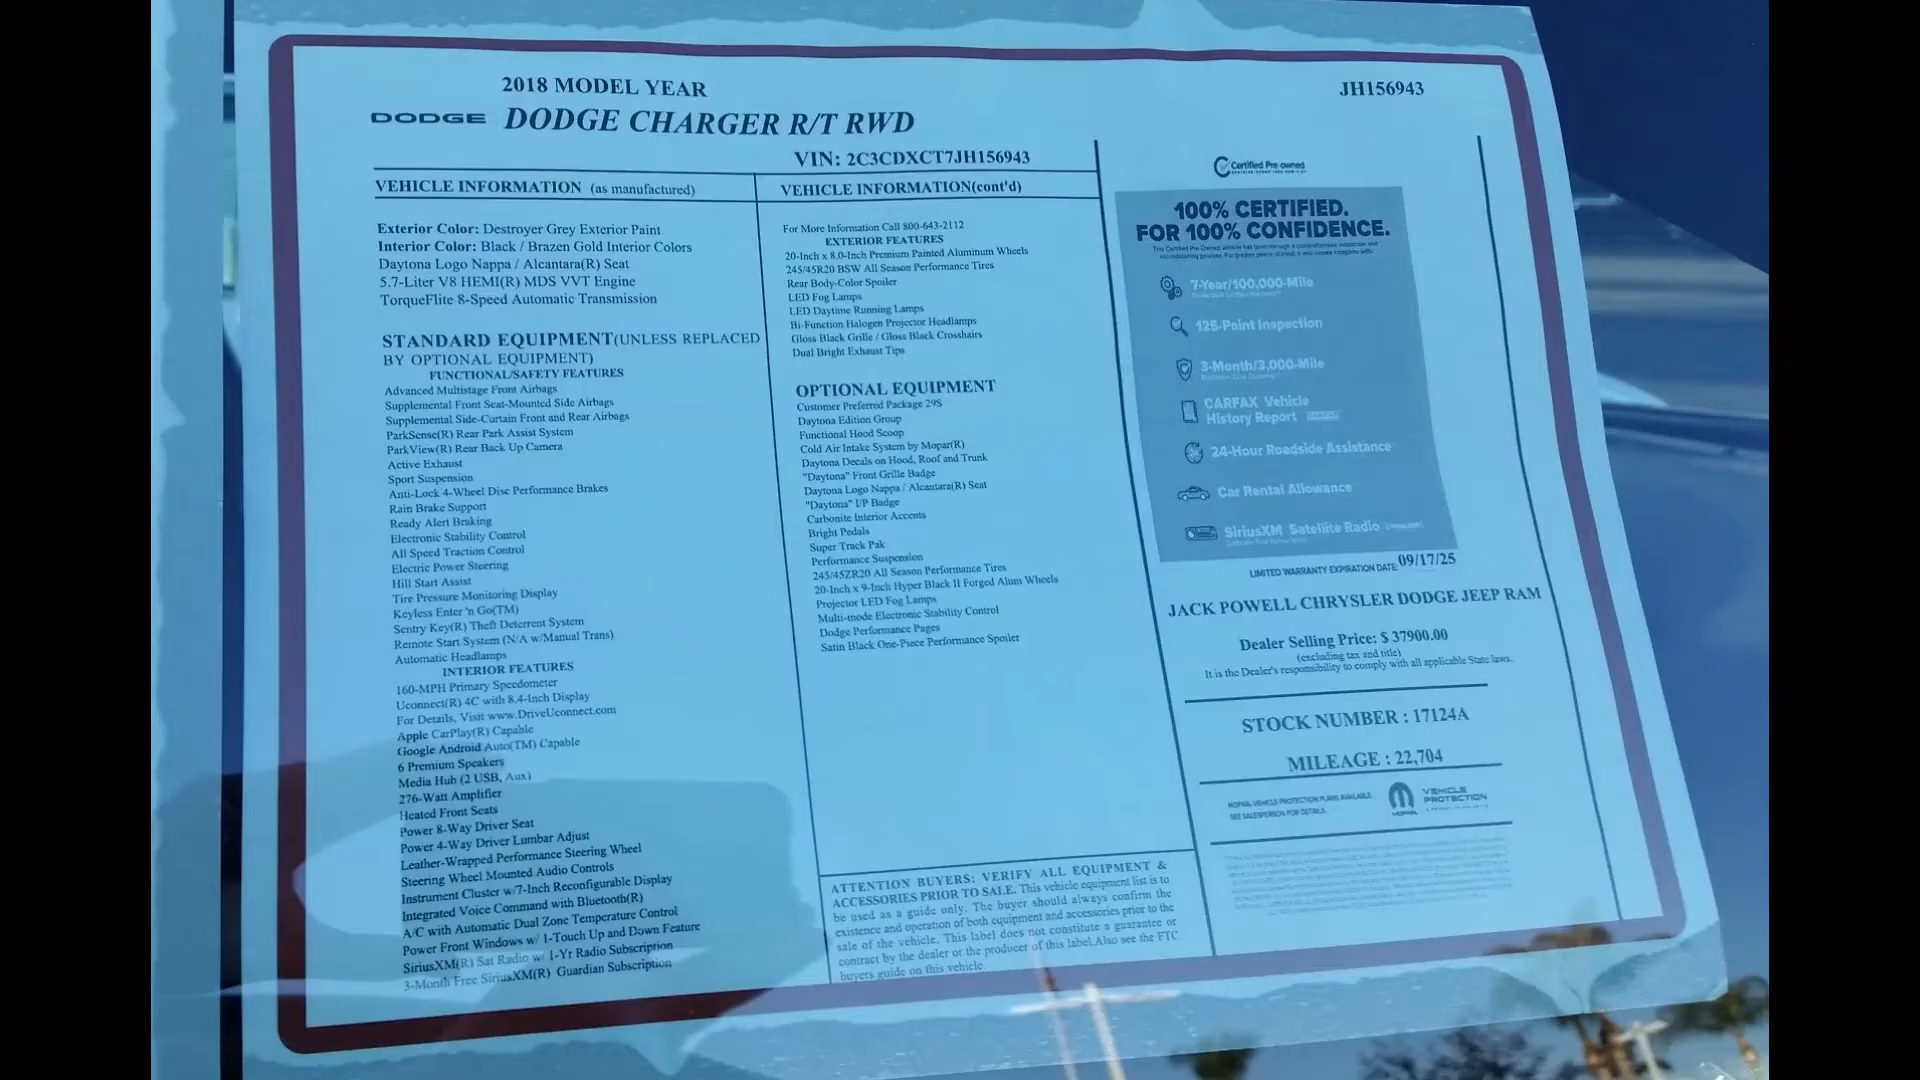 2018 MODEL YEAR
JH156943
DODGE
DODGE CHARGER R/T RWD
VIN: 2C3CDXCT7JH156943
VEHICLE INFORMATION (as manufactured)
Exterior Color: Destroyer Grey Exterior Paint
Interior Color: Black / Brazen Gold Interior Colors
Daytona Logo Nappa / Alcantara(R) Seat
5.7-Liter V8 HEMI(R) MDS VVT Engine
TorqueFlite 8-Speed Automatic Transmission
STANDARD EQUIPMENT(UNLESS REPLACED
BY OPTIONAL EQUIPMENT)
FUNCTIONAL/SAFETY FEATURES
Advanced Multistage Front Airbags
Supplemental Front Seat-Mounted Side Airbags
Supplemental Side-Curtain Front and Rear Airbags
ParkSense(R) Rear Park Assist System
ParkView(R) Rear Back Up Camera
Active Exhaust
Sport Suspension
Anti-Lock 4-Wheel Disc Performance Brakes
Rain Brake Support
Ready Alert Braking
Electronic Stability Control
All Speed Traction Control
Electric Power Steering
Hill Start Assist
Tire Pressure Monitoring Display
Keyless Enter 'n Go(TM)
Sentry Key(R) Theft Deterrent System
Remote Start System (N/A w/Manual Trans)
Automatic Headlamps
INTERIOR FEATURES
160-MPH Primary Speedometer
Uconnect(R) 4C with 8.4-Inch Display
For Details, Visit www.DriveUconnect.com
Apple CarPlay(R) Capable
Google Android Auto(TM) Capable
6 Premium Speakers
Media Hub (2 USB, Aux)
276-Watt Amplifier
Heated Front Seats
Power 8-Way Driver Seat
Power 4-Way Driver Lumbar Adjust
Leather-Wrapped Performance Steering Wheel
Steering Wheel Mounted Audio Controls
Instrument Cluster w/7-Inch Reconfigurable Display
Integrated Voice Command with Bluetooth(R)
A/C with Automatic Dual Zone Temperature Control
Power Front Windows w/ 1-Touch Up and Down Feature
SiriusXM(R) Sat Radio w/ 1-Yr Radio Subscription
3-Month Free SiriusXM(R) Guardian Subscription
VEHICLE INFORMATION(cont'd)
For More Information Call 800-643-2112
EXTERIOR FEATURES
20-Inch x 8.0-Inch Premium Painted Aluminum Wheels
245/45R20 BSW All Season Performance Tires
Rear Body-Color Spoiler
LED Fog Lamps
LED Daytime Running Lamps
Bi-Function Halogen Projector Headlamps
Gloss Black Grille / Gloss Black Crosshairs
Dual Bright Exhaust Tips
OPTIONAL EQUIPMENT
Customer Preferred Package 29S
Daytona Edition Group
Functional Hood Scoop
Cold Air Intake System by Mopar(R)
Daytona Decals on Hood, Roof and Trunk
"Daytona" Front Grille Badge
Daytona Logo Nappa / Alcantara(R) Seat
"Daytona" I/P Badge
Carbonite Interior Accents
Bright Pedals
Super Track Pak
Performance Suspension
245/45ZR20 All Season Performance Tires
20-Inch x 9-Inch Hyper Black II Forged Alum Wheels
Projector LED Fog Lamps
Multi-mode Electronic Stability Control
Dodge Performance Pages
Satin Black One-Piece Performance Spoiler
ATTENTION BUYERS: VERIFY ALL EQUIPMENT &
ACCESSORIES PRIOR TO SALE. This vehicle equipment list is to
be used as a guide only. The buyer should always confirm the
existence and operation of both equipment and accessories prior to the
sale of the vehicle. This label does not constitute a guarantee or
contract by the dealer or the producer of this label.Also see the FTC
buyers guide on this vehicle.
Certified Pre owned
100% CERTIFIED.
FOR 100% CONFIDENCE.
7-Year/100,000-Mile
125-Point Inspection
3-Month/3,000-Mile
CARFAX Vehicle
History Report
24-Hour Roadside Assistance
Car Rental Allowance
SiriusXM Satellite Radio
LIMITED WARRANTY EXPIRATION DATE: 09/17/25
JACK POWELL CHRYSLER DODGE JEEP RAM
Dealer Selling Price: $ 37900.00
(excluding tax and title)
It is the Dealer's responsibility to comply with all applicable State laws.
STOCK NUMBER : 17124A
MILEAGE : 22,704
MOPAR VEHICLE PROTECTION PLANS AVAILABLE
SEE SALESPERSON FOR DETAILS
MOPAR
VEHICLE
PROTECTION